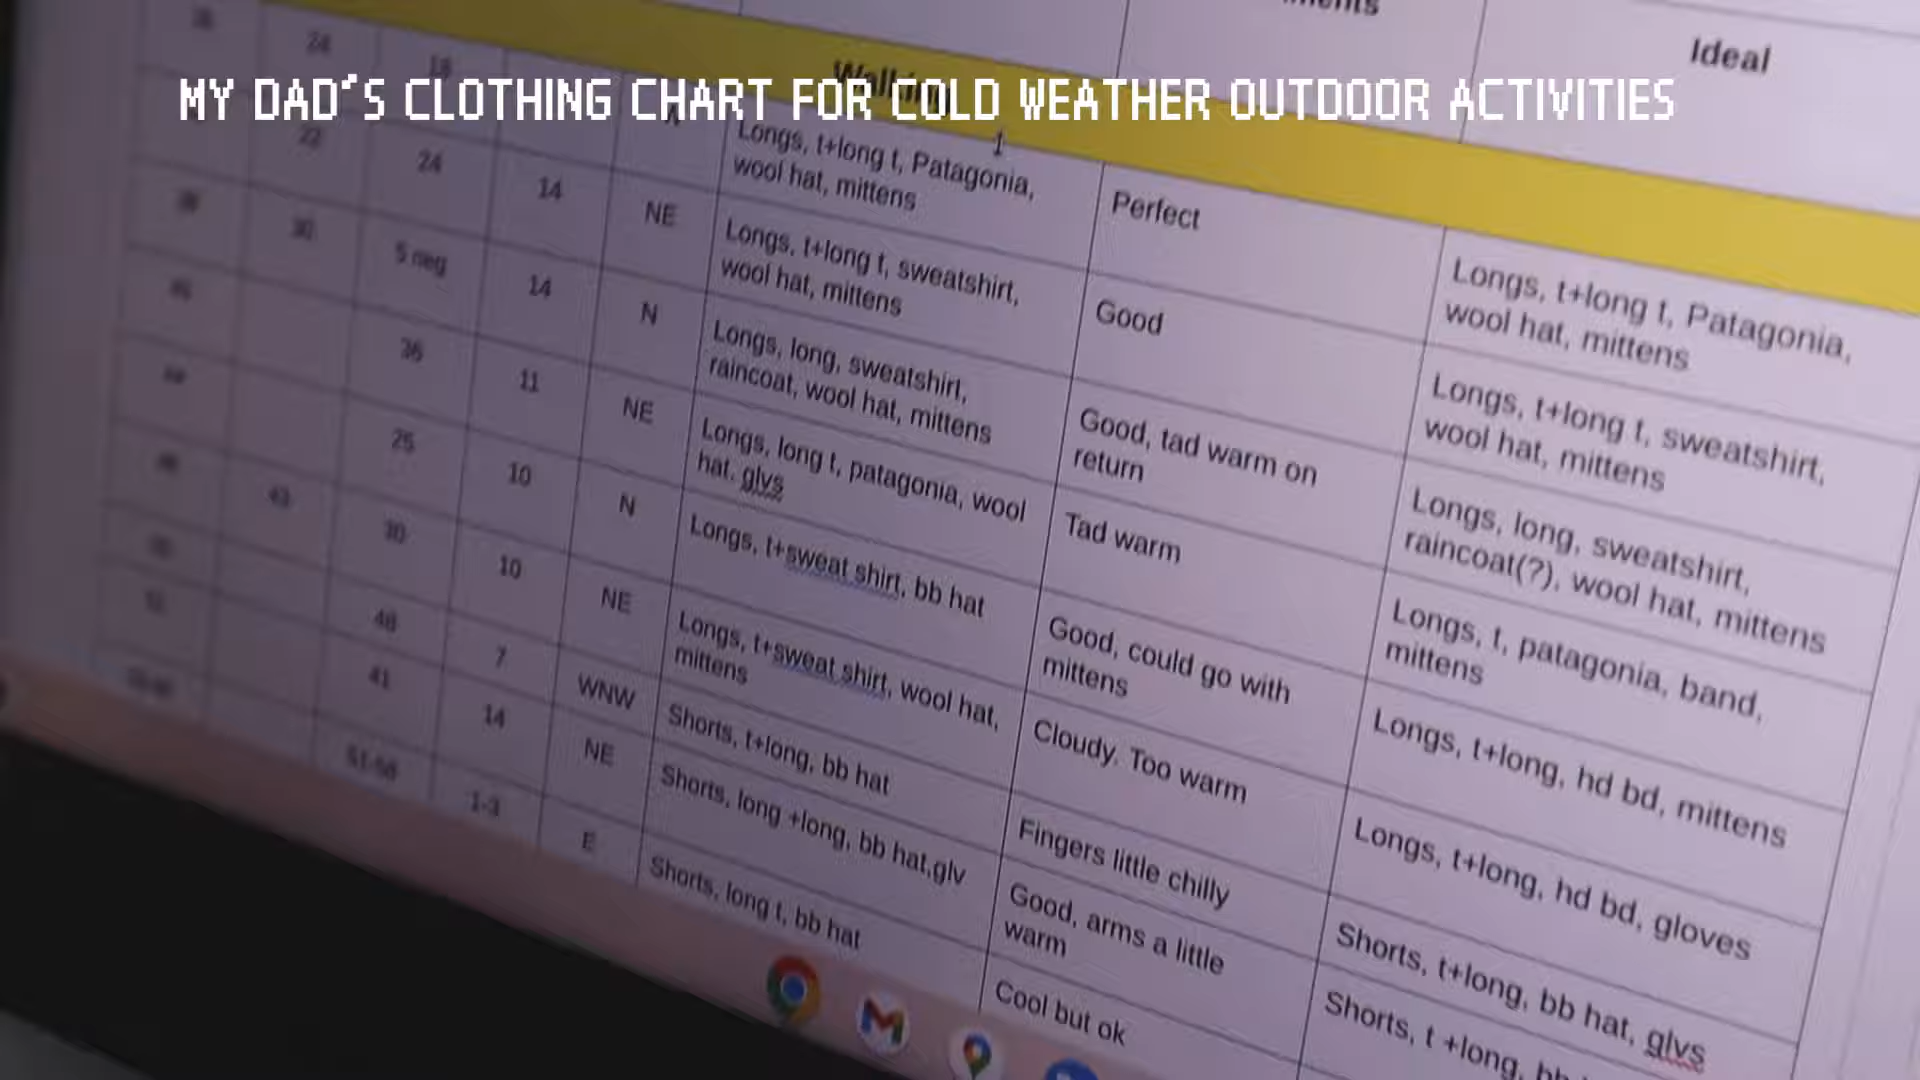 Ideal
Walking
MY DAD'S CLOTHING CHART FOR COLD WEATHER OUTDOOR ACTIVITIES
24
22
24
14
NE
Longs, t+long t, Patagonia,
wool hat, mittens
Perfect
Longs, t+long t, Patagonia,
wool hat, mittens
30
5 neg
14
N
Longs, t+long t, sweatshirt,
wool hat, mittens
Good
Longs, t+long t, sweatshirt,
wool hat, mittens
36
11
NE
Longs, long, sweatshirt,
raincoat, wool hat, mittens
Good, tad warm on
return
Longs, long, sweatshirt,
raincoat(?), wool hat, mittens
25
10
N
Longs, long t, patagonia, wool
hat. glvs
Tad warm
Longs, t, patagonia, band,
mittens
43
30
10
NE
Longs, t+sweat shirt, bb hat
Good, could go with
mittens
Longs, t+long, hd bd, mittens
48
7
WNW
Longs, t+sweat shirt, wool hat,
mittens
Cloudy. Too warm
Longs, t+long, hd bd, gloves
41
14
NE
Shorts, t+long, bb hat
Fingers little chilly
Shorts, t+long, bb hat, glvs
51-58
1-3
E
Shorts, long +long, bb hat,glv
Good, arms a little
warm
Shorts, t +long,
Shorts, long t, bb hat
Cool but ok